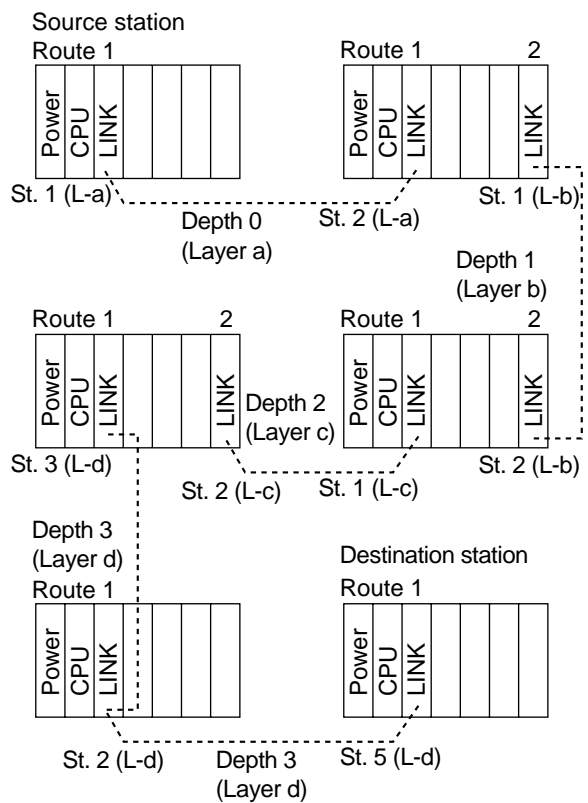 Source station
Route 1
2
Power
CPU
LINK
Power
CPU
LINK
LINK
St. 1 (L-a)
St. 2 (L-a)
St. 1 (L-b)
Depth 0
(Layer a)
Depth 1
(Layer b)
Route 1
2
Route 1
2
Power
CPU
LINK
LINK
Power
CPU
LINK
LINK
Depth 2
(Layer c)
St. 3 (L-d)
St. 2 (L-c)
St. 1 (L-c)
St. 2 (L-b)
Depth 3
(Layer d)
Route 1
Destination station
Route 1
Power
CPU
LINK
Power
CPU
LINK
St. 2 (L-d)
Depth 3
(Layer d)
St. 5 (L-d)